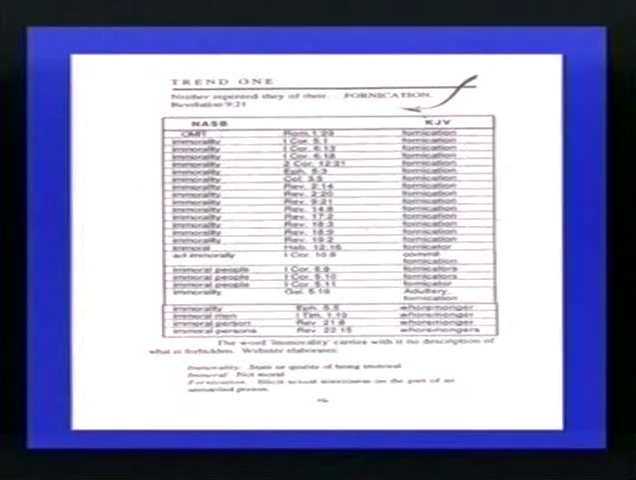 TREND ONE
Neither repented they of their... FORNICATION.
Revelation 9:21
NASB KJV
OMIT Rom. 1:29 fornication
immorality I Cor. 5:1 fornication
immorality I Cor. 6:13 fornication
immorality I Cor. 6:18 fornication
immorality 2 Cor. 12:21 fornication
immorality Eph. 5:3 fornication
immorality Col. 3:5 fornication
immorality Rev. 2:14 fornication
immorality Rev. 2:20 fornication
immorality Rev. 9:21 fornication
immorality Rev. 14:8 fornication
immorality Rev. 17:2 fornication
immorality Rev. 18:3 fornication
immorality Rev. 18:9 fornication
immorality Rev. 19:2 fornication
immoral Heb. 12:16 fornicator
act immorally I Cor. 10:8 commit
fornication
immoral people I Cor. 5:9 fornicators
immoral people I Cor. 5:10 fornicators
immoral people I Cor. 5:11 fornicator
immorality Gal. 5:19 Adultery,
fornication
immorality Eph. 5:5 whoremonger
immoral men I Tim. 1:10 whoremonger
immoral person Rev. 21:8 whoremonger
immoral persons Rev. 22:15 whoremongers
The word 'immorality' carries with it no description of
what is forbidden. Webster elaborates:
Immorality: State or quality of being immoral
Immoral: Not moral
Fornication: Illicit sexual intercourse on the part of an
unmarried person.